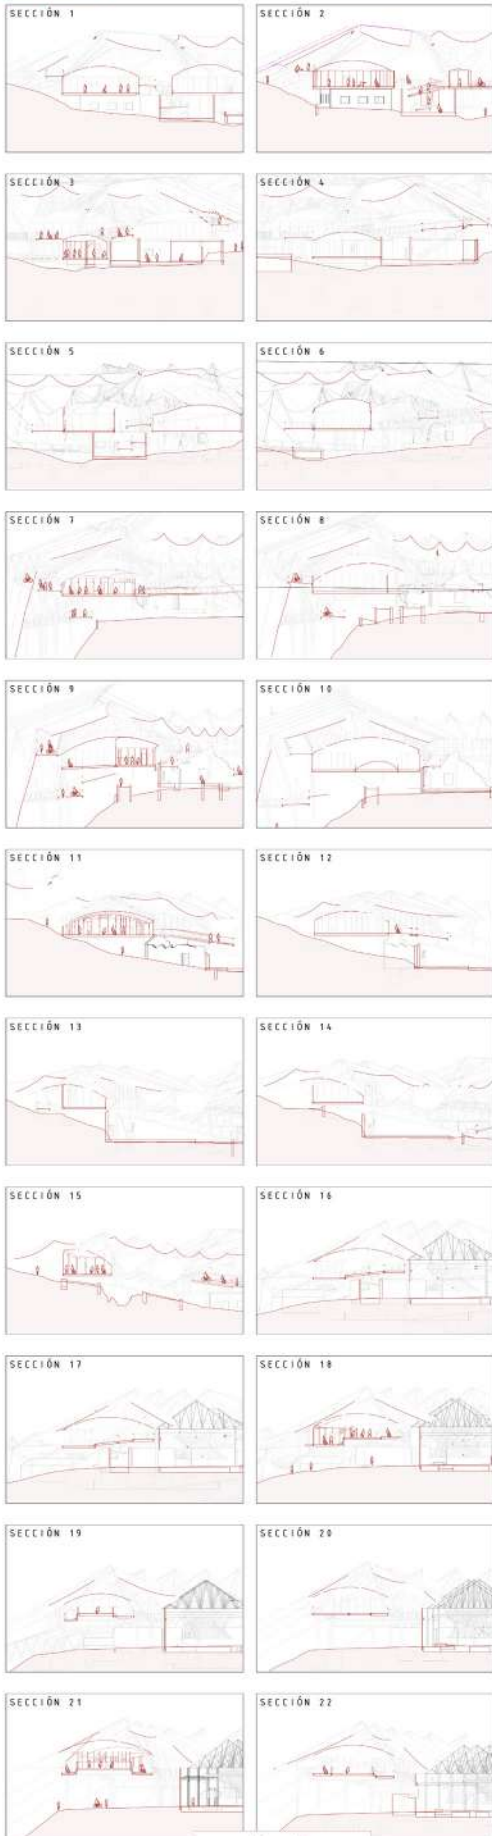 SECCIÓN 1
SECCIÓN 2
SECCIÓN 3
SECCIÓN 4
SECCIÓN 5
SECCIÓN 6
SECCIÓN 7
SECCIÓN 8
SECCIÓN 9
SECCIÓN 10
SECCIÓN 11
SECCIÓN 12
SECCIÓN 13
SECCIÓN 14
SECCIÓN 15
SECCIÓN 16
SECCIÓN 17
SECCIÓN 18
SECCIÓN 19
SECCIÓN 20
SECCIÓN 21
SECCIÓN 22